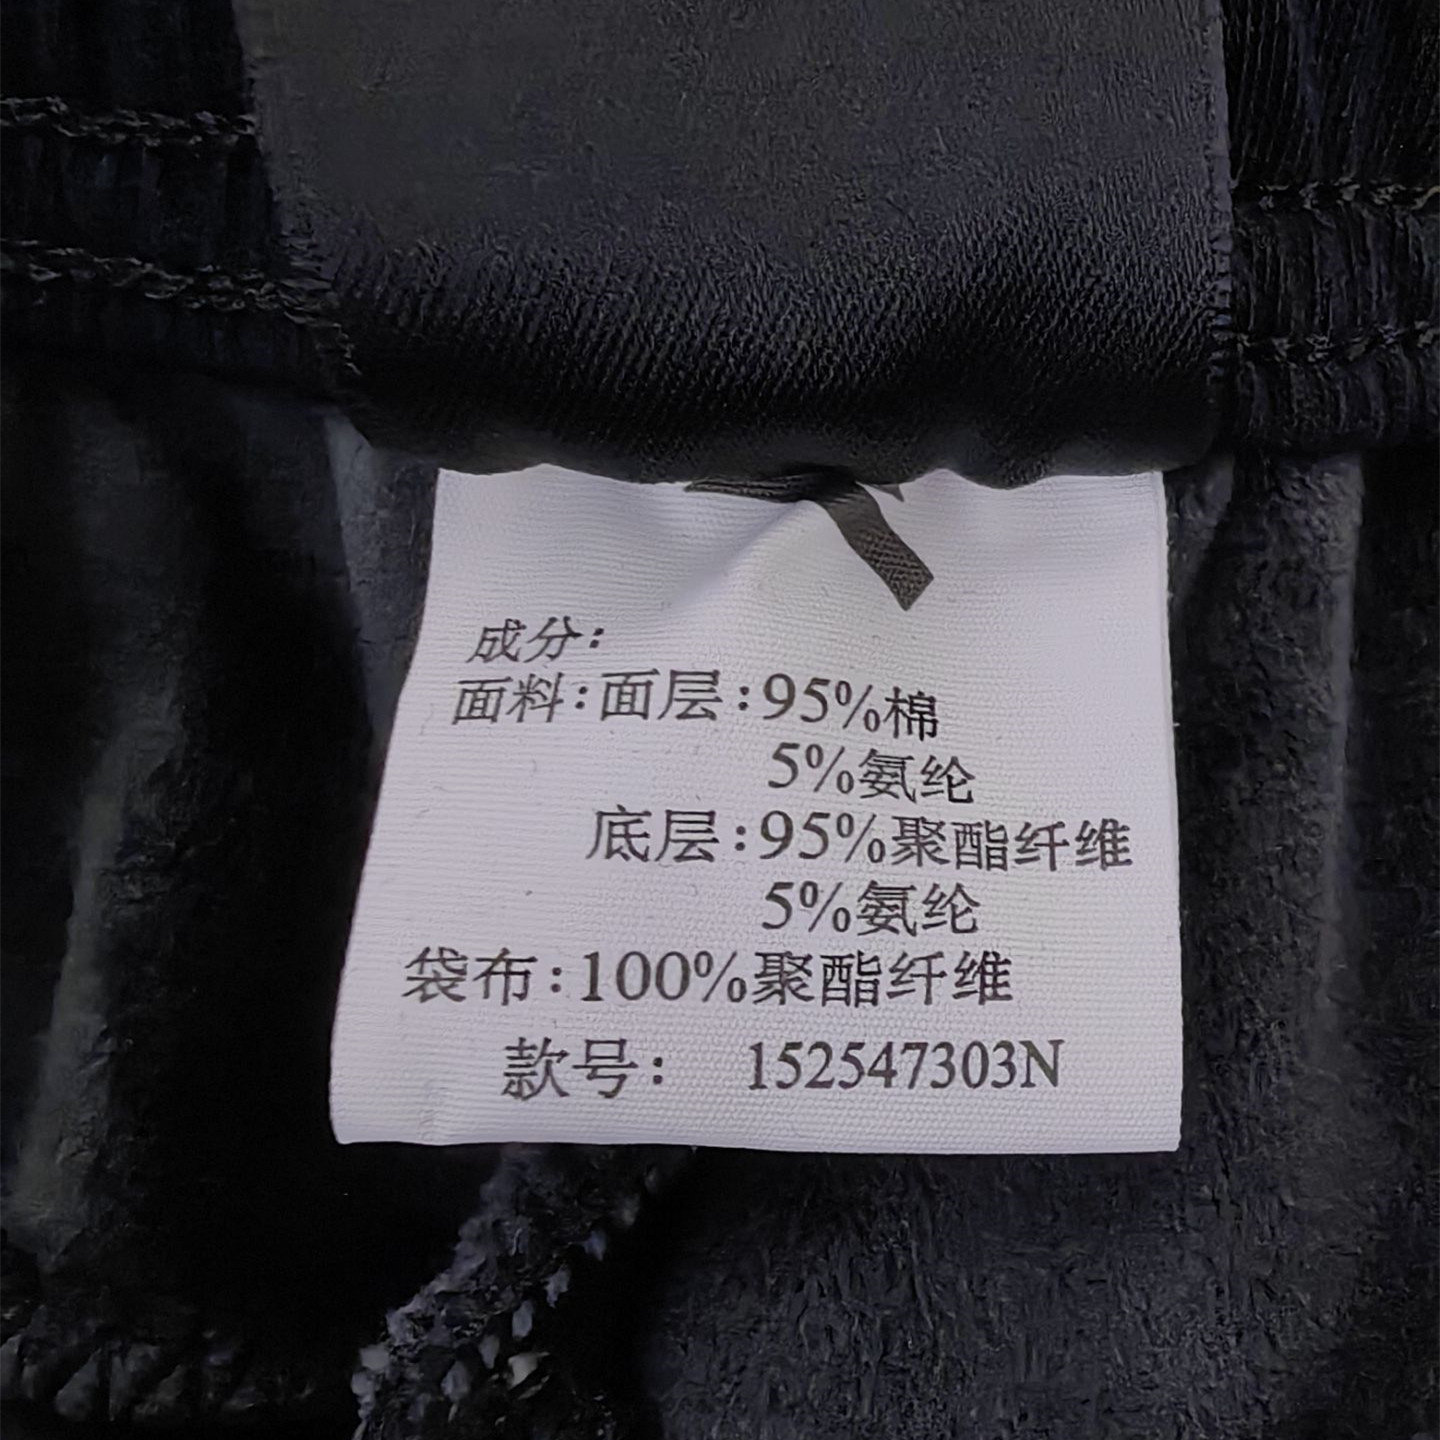 成分：
面料：面层：95%棉
5%氨纶
底层：95%聚酯纤维
5%氨纶
袋布：100%聚酯纤维
款号： 152547303N